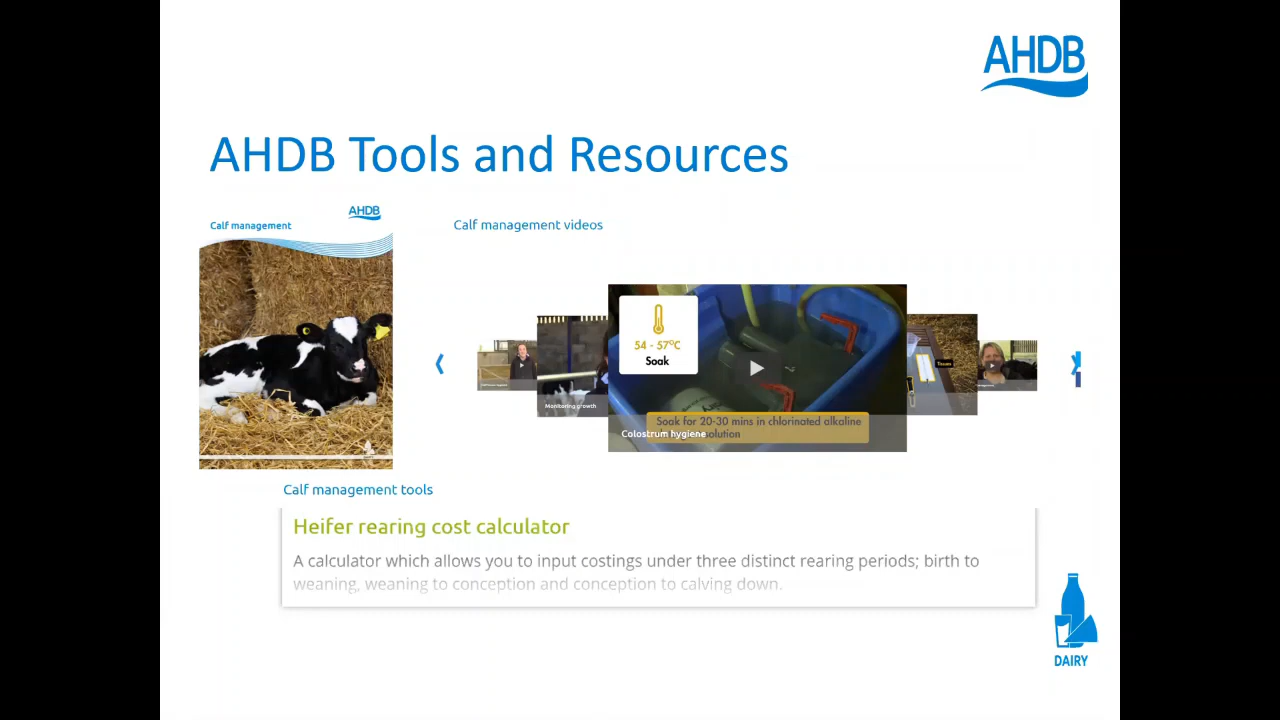 AHDB
AHDB Tools and Resources
AHDB
Calf management
Calf management videos
54 - 57°C
Soak
Monitoring growth
Soak for 20-30 mins in chlorinated alkaline
solution
Colostrum hygiene
Calf management tools
Heifer rearing cost calculator
A calculator which allows you to input costings under three distinct rearing periods; birth to
weaning, weaning to conception and conception to calving down.
DAIRY